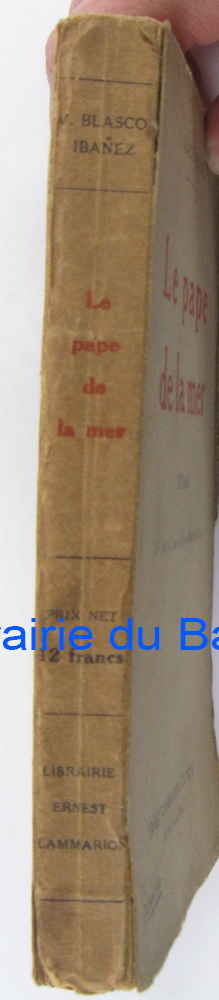 V. BLASCO
IBAÑEZ
Le
pape
de
la mer
PRIX NET
12 francs
LIBRAIRIE
ERNEST
LAMMARION
Le pape
de la mer
rairie du Ba